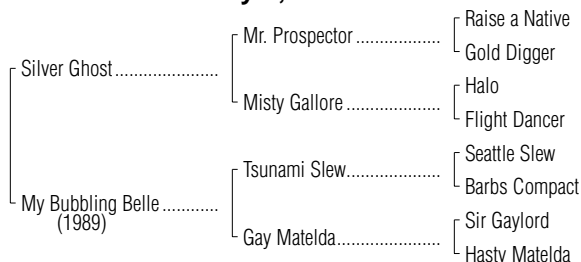 Raise a Native
Mr. Prospector ...................
Gold Digger
Silver Ghost .......................
Halo
Misty Gallore .....................
Flight Dancer
Seattle Slew
Tsunami Slew.....................
Barbs Compact
My Bubbling Belle ............
(1989)
Sir Gaylord
Gay Matelda.......................
Hasty Matelda